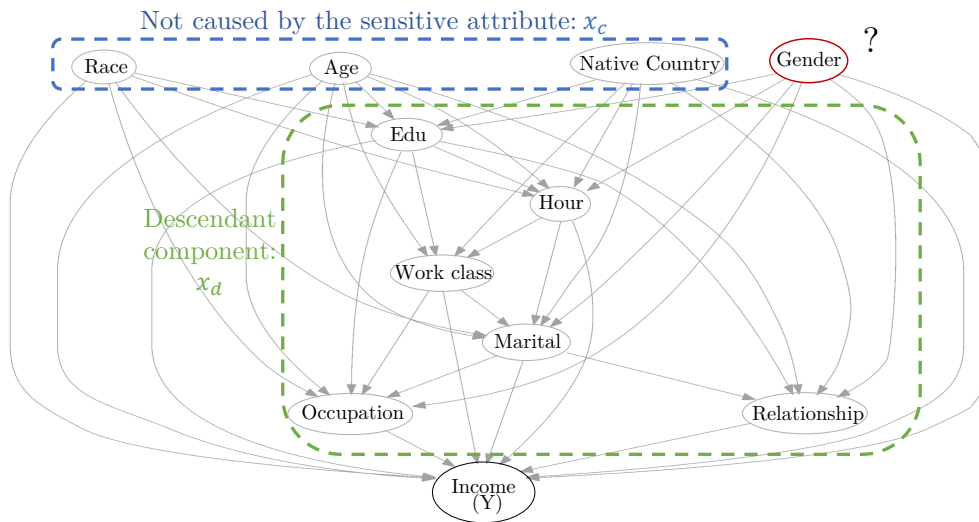 Not caused by the sensitive attribute: x_c
?
Race
Age
Native Country
Gender
Edu
Hour
Descendant
component:
x_d
Work class
Marital
Occupation
Relationship
Income
(Y)